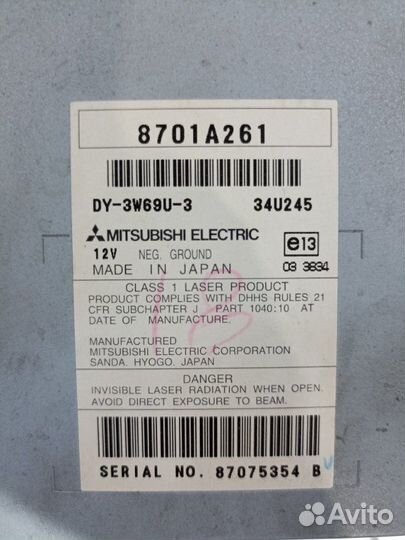 8701A261
DY-3W69U-3 34U245
MITSUBISHI ELECTRIC
e13
12V NEG. GROUND
03 3834
MADE IN JAPAN
CLASS 1 LASER PRODUCT
PRODUCT COMPLIES WITH DHHS RULES 21
CFR SUBCHAPTER J PART 1040:10 AT
DATE OF MANUFACTURE.
MANUFACTURED
MITSUBISHI ELECTRIC CORPORATION
SANDA, HYOGO, JAPAN
DANGER
INVISIBLE LASER RADIATION WHEN OPEN.
AVOID DIRECT EXPOSURE TO BEAM.
SERIAL NO. 87075354 B
Avito